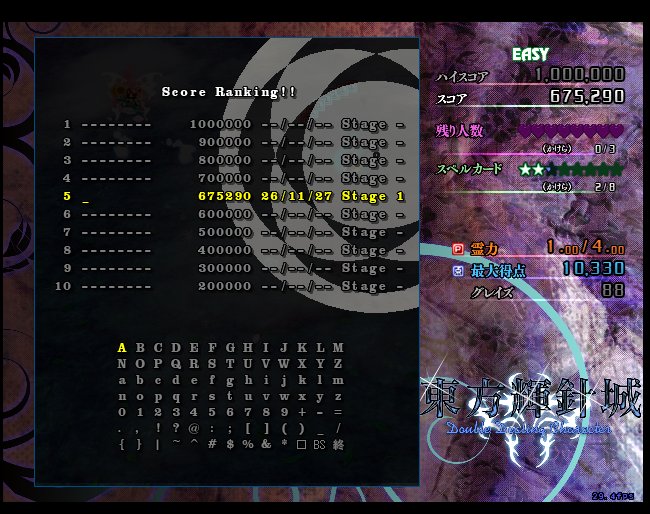 Score Ranking!!
1 --------- 1000000 --/--/-- Stage -
2 --------- 900000 --/--/-- Stage -
3 --------- 800000 --/--/-- Stage -
4 --------- 700000 --/--/-- Stage -
5 _ 675290 26/11/27 Stage 1
6 --------- 600000 --/--/-- Stage -
7 --------- 500000 --/--/-- Stage -
8 --------- 400000 --/--/-- Stage -
9 --------- 300000 --/--/-- Stage -
10 --------- 200000 --/--/-- Stage -
A B C D E F G H I J K L M
N O P Q R S T U V W X Y Z
a b c d e f g h i j k l m
n o p q r s t u v w x y z
0 1 2 3 4 5 6 7 8 9 + - =
. , ! ? @ : ; [ ] ( ) _ /
{ } | ~ ^ # $ % & * □ BS 終
EASY
ハイスコア 1,000,000
スコア 675,290
残り人数
(かけら) 0/3
スペルカード
(かけら) 2/8
P 霊力 1.00/4.00
最大得点 10,330
グレイズ 88
東方輝針城
Double Dealing Character
29.4fps